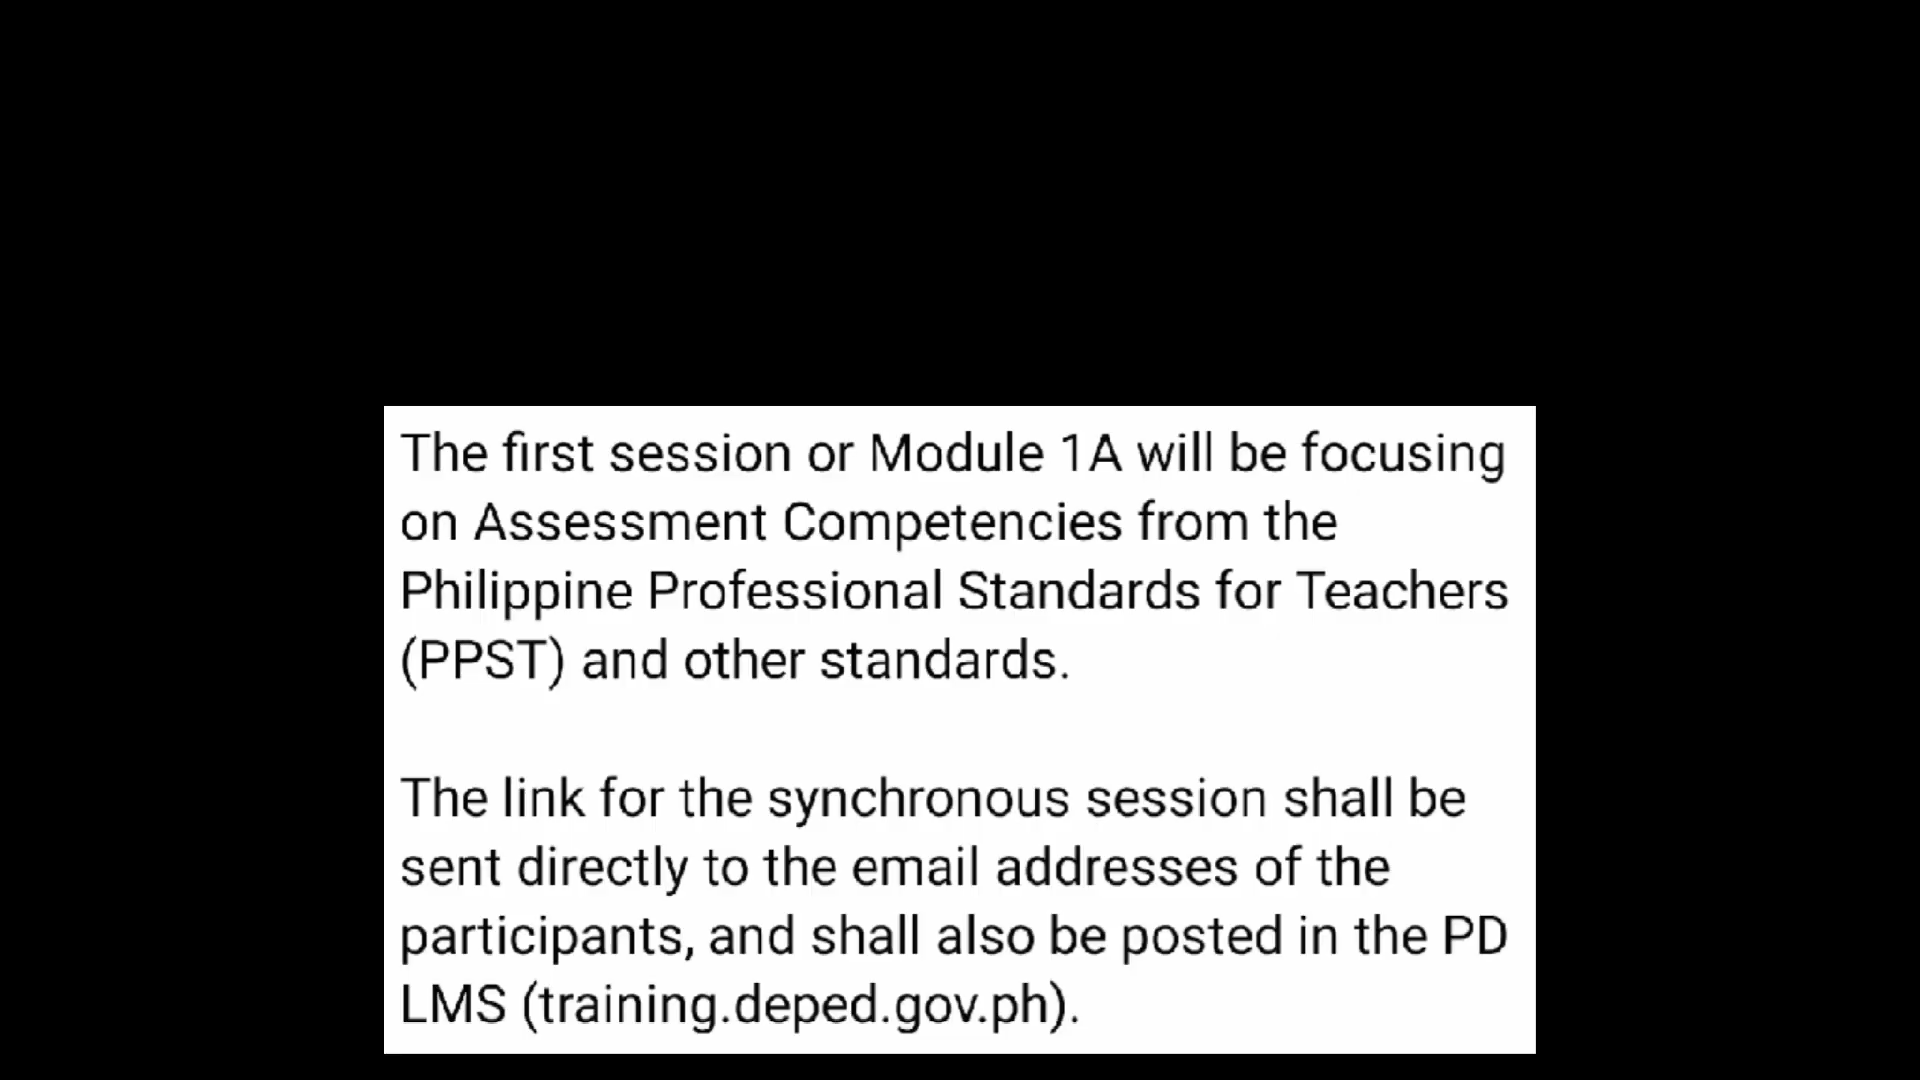 The first session or Module 1A will be focusing
on Assessment Competencies from the
Philippine Professional Standards for Teachers
(PPST) and other standards.
The link for the synchronous session shall be
sent directly to the email addresses of the
participants, and shall also be posted in the PD
LMS (training.deped.gov.ph).